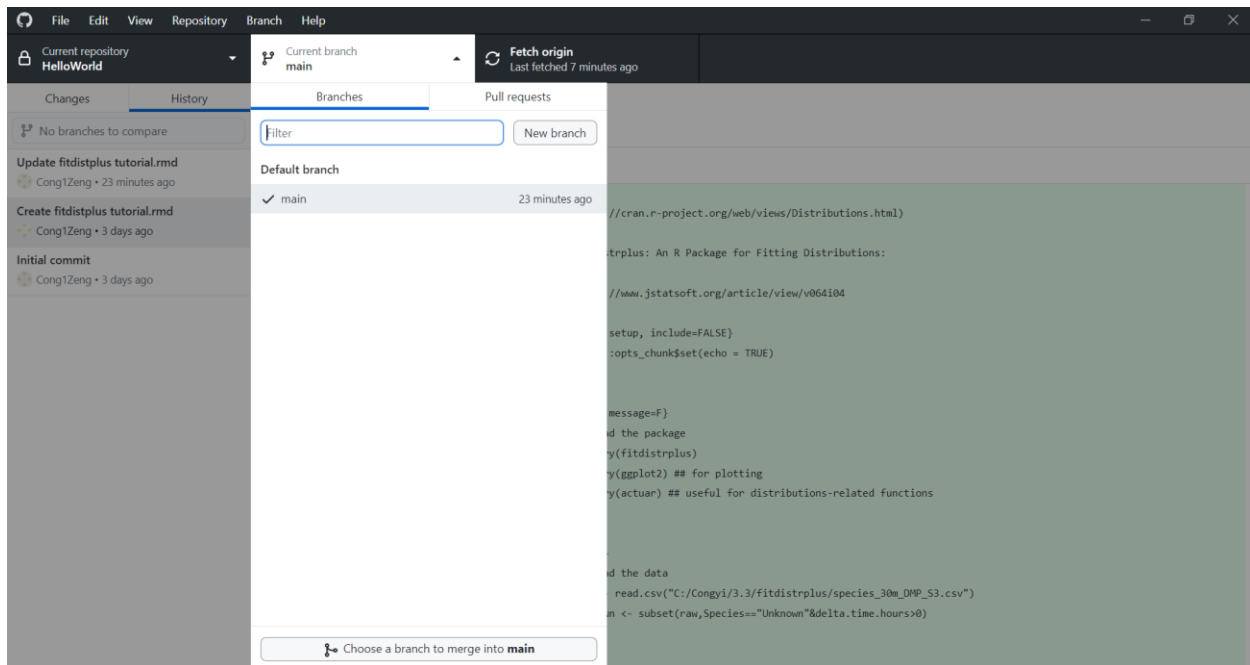 File Edit View Repository Branch Help
Current repository
HelloWorld
Current branch
main
Fetch origin
Last fetched 7 minutes ago
Changes History
No branches to compare
Update fitdistplus tutorial.rmd
Cong1Zeng • 23 minutes ago
Create fitdistplus tutorial.rmd
Cong1Zeng • 3 days ago
Initial commit
Cong1Zeng • 3 days ago
Branches Pull requests
Filter New branch
Default branch
main 23 minutes ago
Choose a branch to merge into main
//cran.r-project.org/web/views/Distributions.html)
trplus: An R Package for Fitting Distributions:
//www.jstatsoft.org/article/view/v064i04
setup, include=FALSE}
:opts_chunk$set(echo = TRUE)
message=F}
d the package
y(fitdistrplus)
y(ggplot2) ## for plotting
y(actuar) ## useful for distributions-related functions
d the data
read.csv("C:/Congyi/3.3/fitdistrplus/species_30m_DMP_S3.csv")
n <- subset(raw,Species=="Unknown"&delta.time.hours>0)